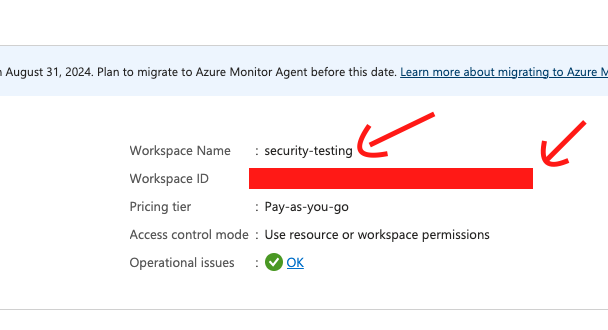 n August 31, 2024. Plan to migrate to Azure Monitor Agent before this date. Learn more about migrating to Azure M
Workspace Name : security-testing
Workspace ID
Pricing tier : Pay-as-you-go
Access control mode : Use resource or workspace permissions
Operational issues : OK